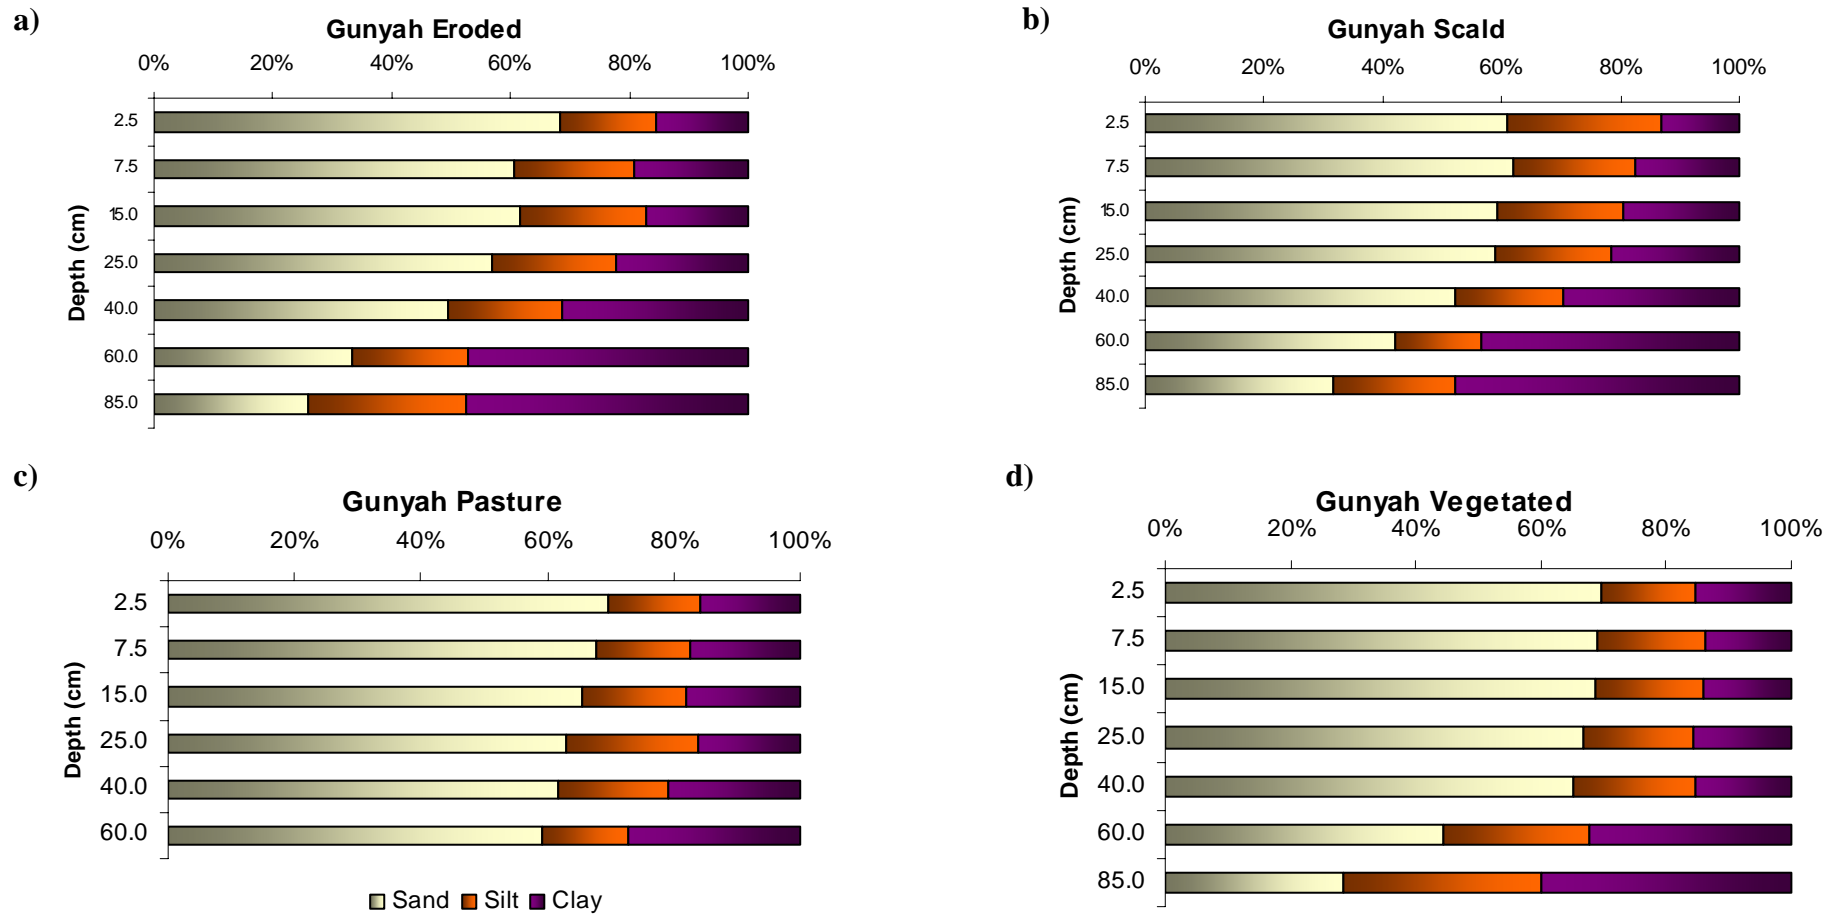 a)
Gunyah Eroded
0% 20% 40% 60% 80% 100%
Depth (cm)
2.5
7.5
15.0
25.0
40.0
60.0
85.0
b)
Gunyah Scald
0% 20% 40% 60% 80% 100%
Depth (cm)
2.5
7.5
15.0
25.0
40.0
60.0
85.0
c)
Gunyah Pasture
0% 20% 40% 60% 80% 100%
Depth (cm)
2.5
7.5
15.0
25.0
40.0
60.0
Sand Silt Clay
d)
Gunyah Vegetated
0% 20% 40% 60% 80% 100%
Depth (cm)
2.5
7.5
15.0
25.0
40.0
60.0
85.0